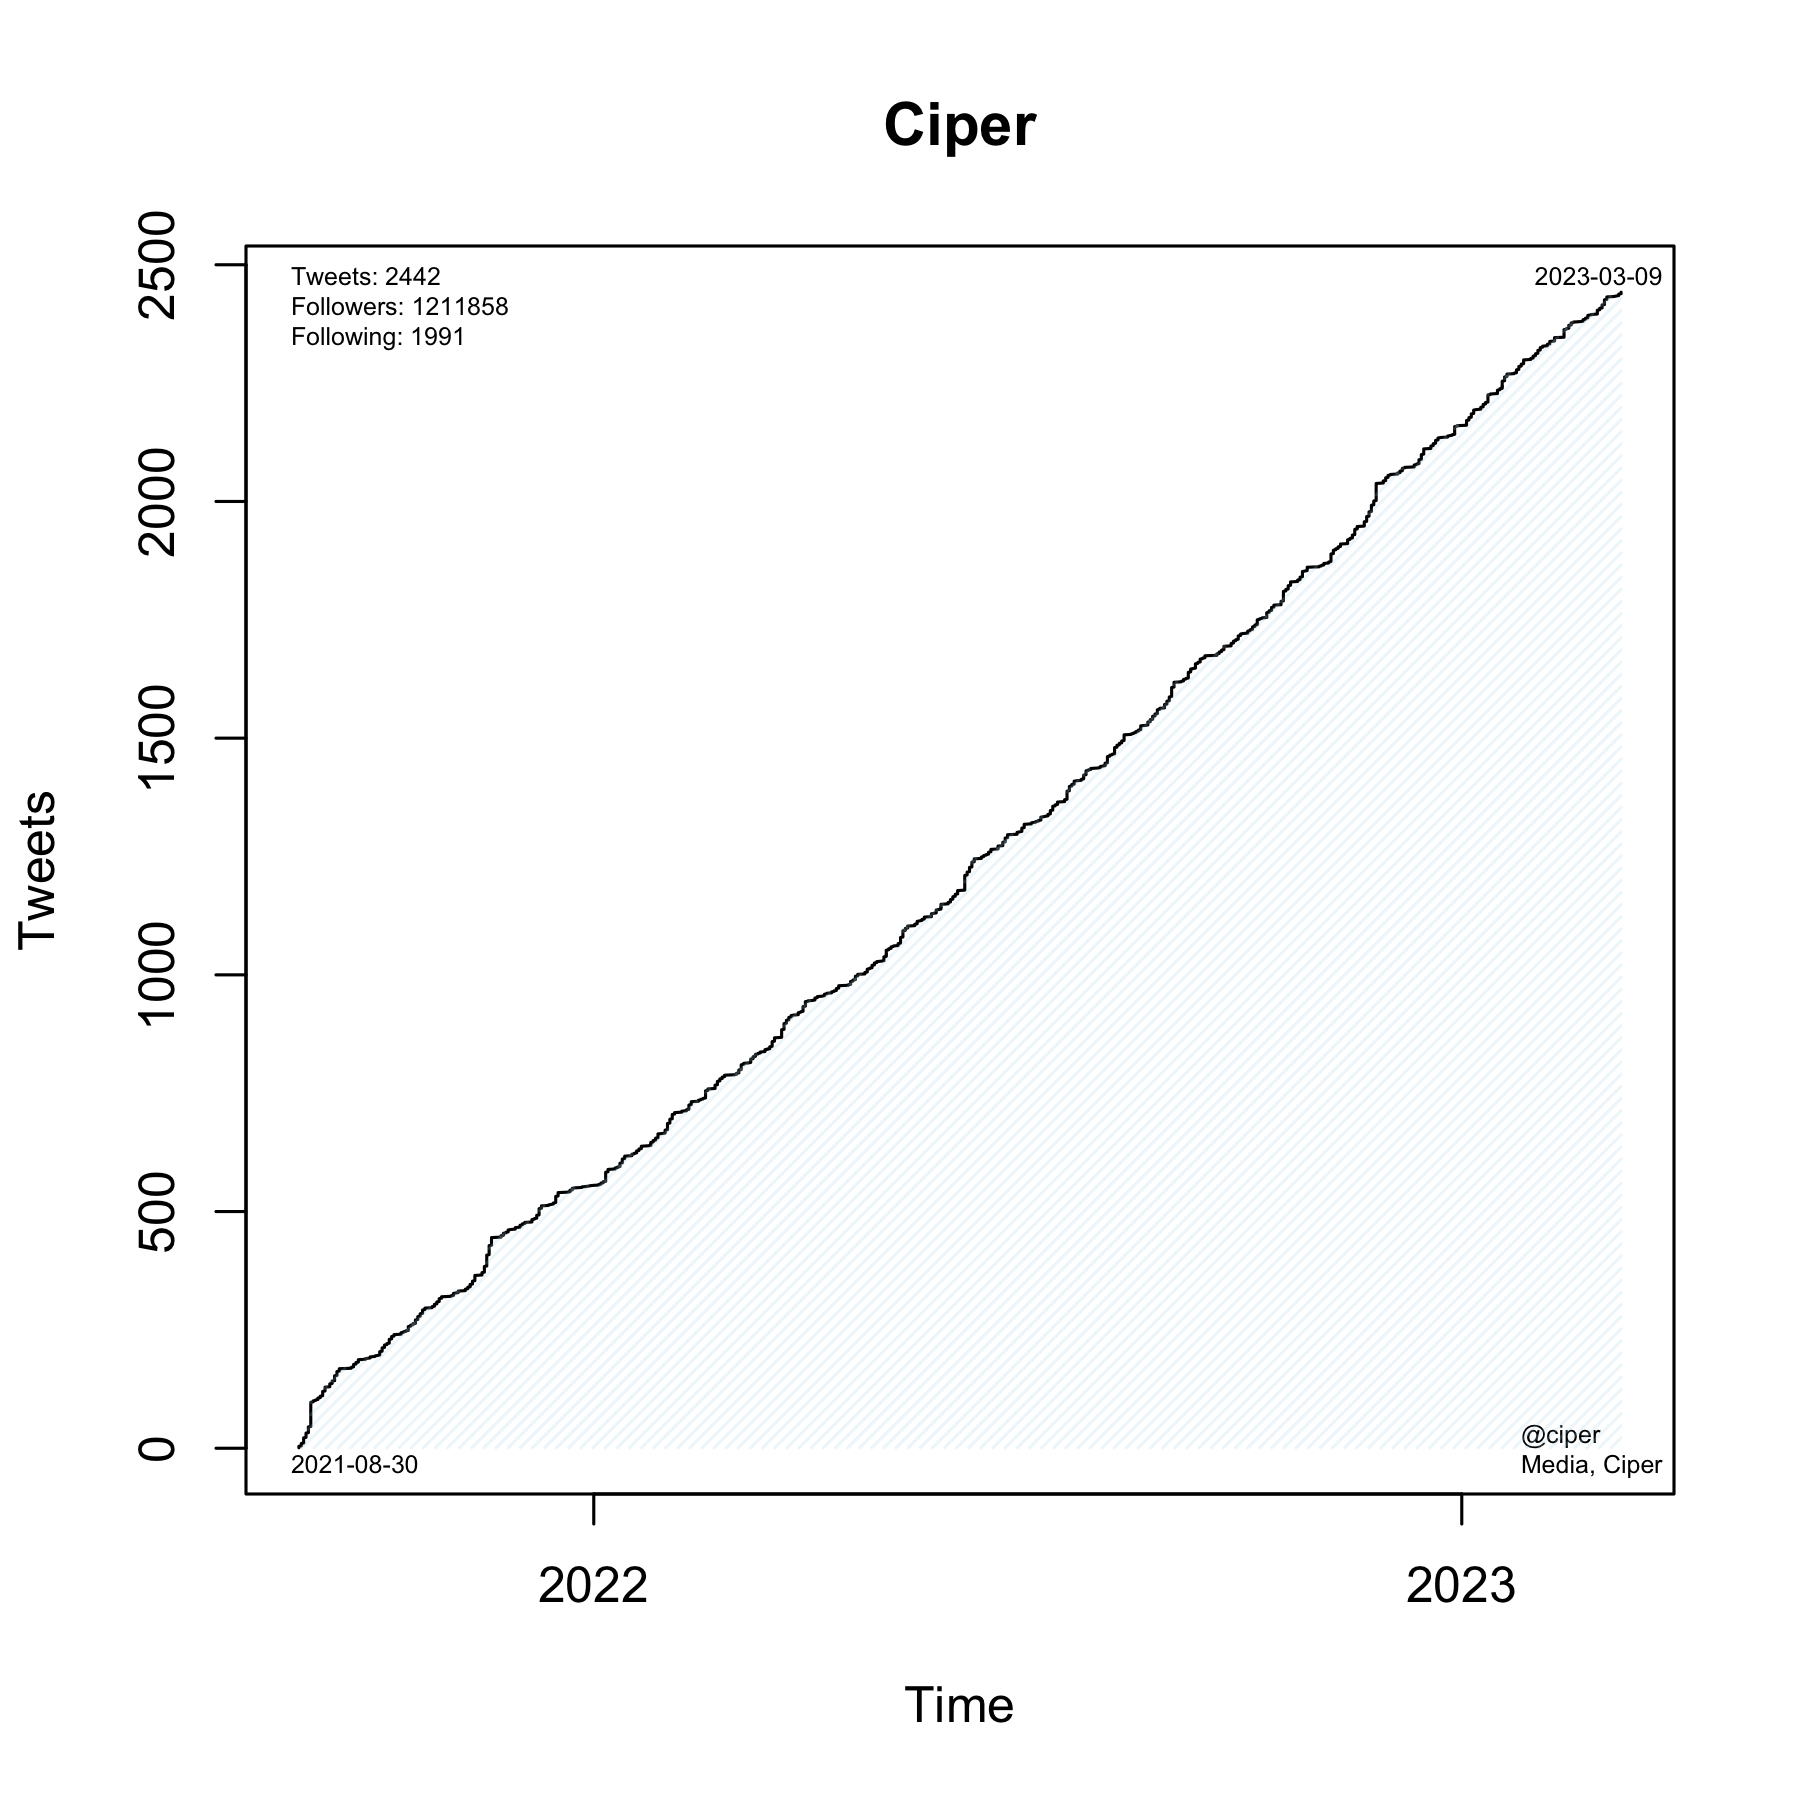 Ciper
Tweets: 2442
Followers: 1211858
Following: 1991
2023-03-09
2500
2000
1500
1000
500
0
Tweets
2021-08-30
@ciper
Media, Ciper
2022
2023
Time